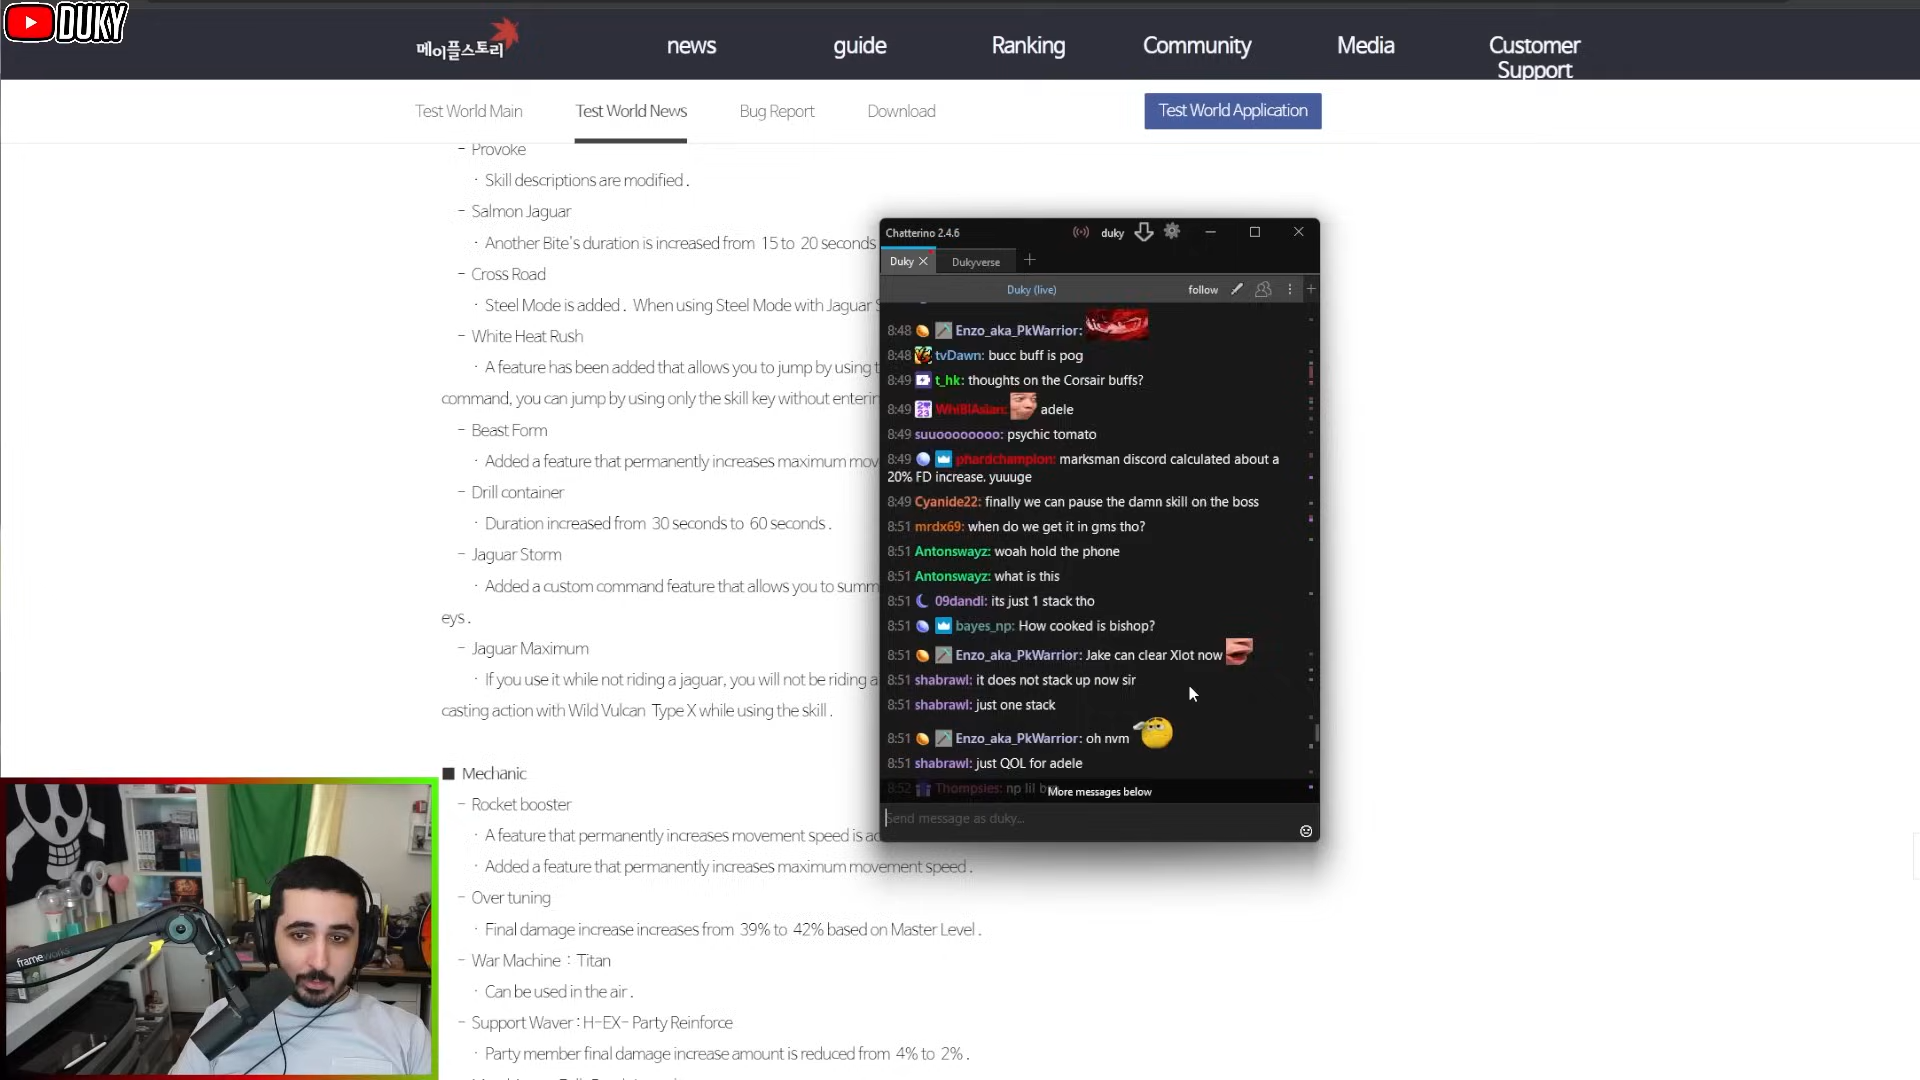 DUKY
메이플스토리
news
guide
Ranking
Community
Media
Customer
Support
Test World Main
Test World News
Bug Report
Download
Test World Application
- Provoke
· Skill descriptions are modified.
- Salmon Jaguar
· Another Bite's duration is increased from 15 to 20 seconds
- Cross Road
· Steel Mode is added. When using Steel Mode with Jaguar S
- White Heat Rush
· A feature has been added that allows you to jump by using t
command, you can jump by using only the skill key without enterin
- Beast Form
· Added a feature that permanently increases maximum mov
- Drill container
· Duration increased from 30 seconds to 60 seconds.
- Jaguar Storm
· Added a custom command feature that allows you to summ
eys.
- Jaguar Maximum
· If you use it while not riding a jaguar, you will not be riding a
casting action with Wild Vulcan Type X while using the skill.
■ Mechanic
- Rocket booster
· A feature that permanently increases movement speed is ad
· Added a feature that permanently increases maximum movement speed.
- Over tuning
· Final damage increase increases from 39% to 42% based on Master Level.
- War Machine : Titan
· Can be used in the air.
- Support Waver : H-EX- Party Reinforce
· Party member final damage increase amount is reduced from 4% to 2%.
Chatterino 2.4.6
duky
Duky
Dukyverse
Duky (live)
follow
8:48 Enzo_aka_PkWarrior:
8:48 tvDawn: bucc buff is pog
8:49 t_hk: thoughts on the Corsair buffs?
8:49 WhiBlAsian: adele
8:49 suuoooooooo: psychic tomato
8:49 phardchampion: marksman discord calculated about a
20% FD increase. yuuuge
8:49 Cyanide22: finally we can pause the damn skill on the boss
8:51 mrdx69: when do we get it in gms tho?
8:51 Antonswayz: woah hold the phone
8:51 Antonswayz: what is this
8:51 09dandi: its just 1 stack tho
8:51 bayes_np: How cooked is bishop?
8:51 Enzo_aka_PkWarrior: Jake can clear Xlot now
8:51 shabrawl: it does not stack up now sir
8:51 shabrawl: just one stack
8:51 Enzo_aka_PkWarrior: oh nvm
8:51 shabrawl: just QOL for adele
8:52 Thompsies: np lil
More messages below
Send message as duky...
frameworks